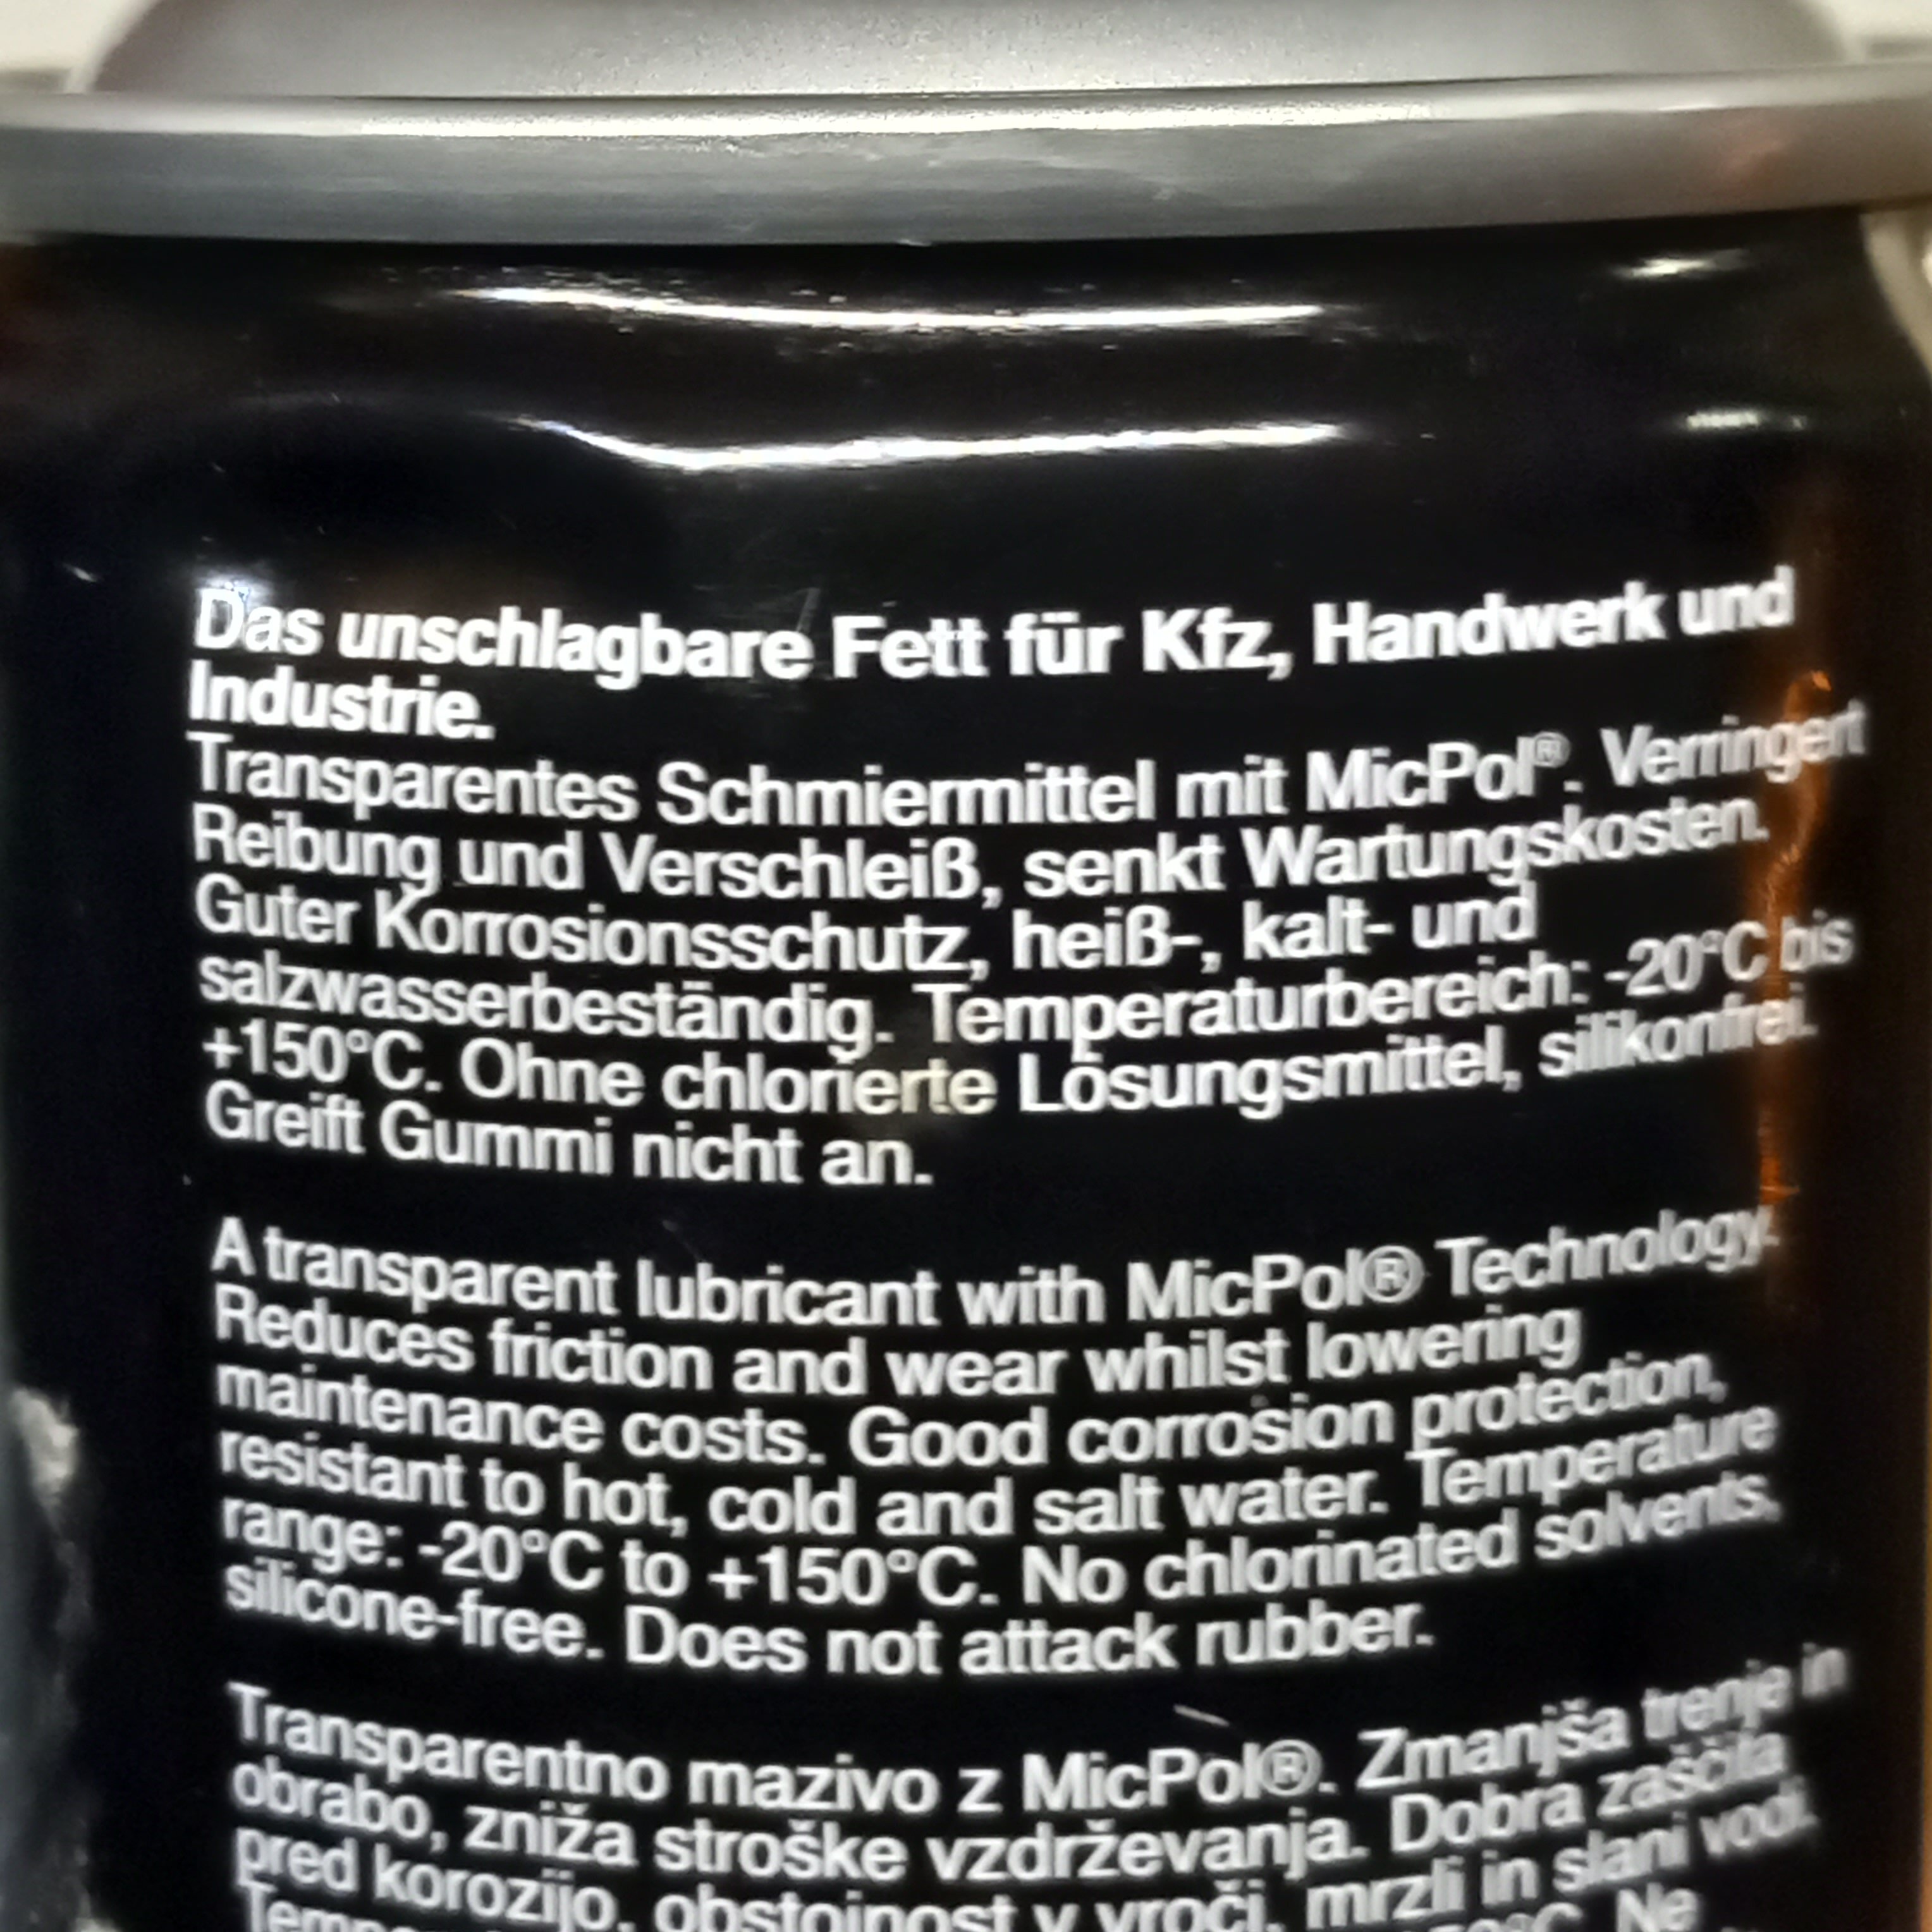 Das unschlagbare Fett für Kfz, Handwerk und
Industrie.
Transparentes Schmiermittel mit MicPol®. Verringert
Reibung und Verschleiß, senkt Wartungskosten.
Guter Korrosionsschutz, heiß-, kalt- und
salzwasserbeständig. Temperaturbereich: -20°C bis
+150°C. Ohne chlorierte Lösungsmittel, silikonfrei.
Greift Gummi nicht an.
A transparent lubricant with MicPol® Technology.
Reduces friction and wear whilst lowering
maintenance costs. Good corrosion protection,
resistant to hot, cold and salt water. Temperature
range: -20°C to +150°C. No chlorinated solvents,
silicone-free. Does not attack rubber.
Transparentno mazivo z MicPol®. Zmanjša trenje in
obrabo, zniža stroške vzdrževanja. Dobra zaščita
pred korozijo, obstojnost v vroči, mrzli in slani vodi.
Ne